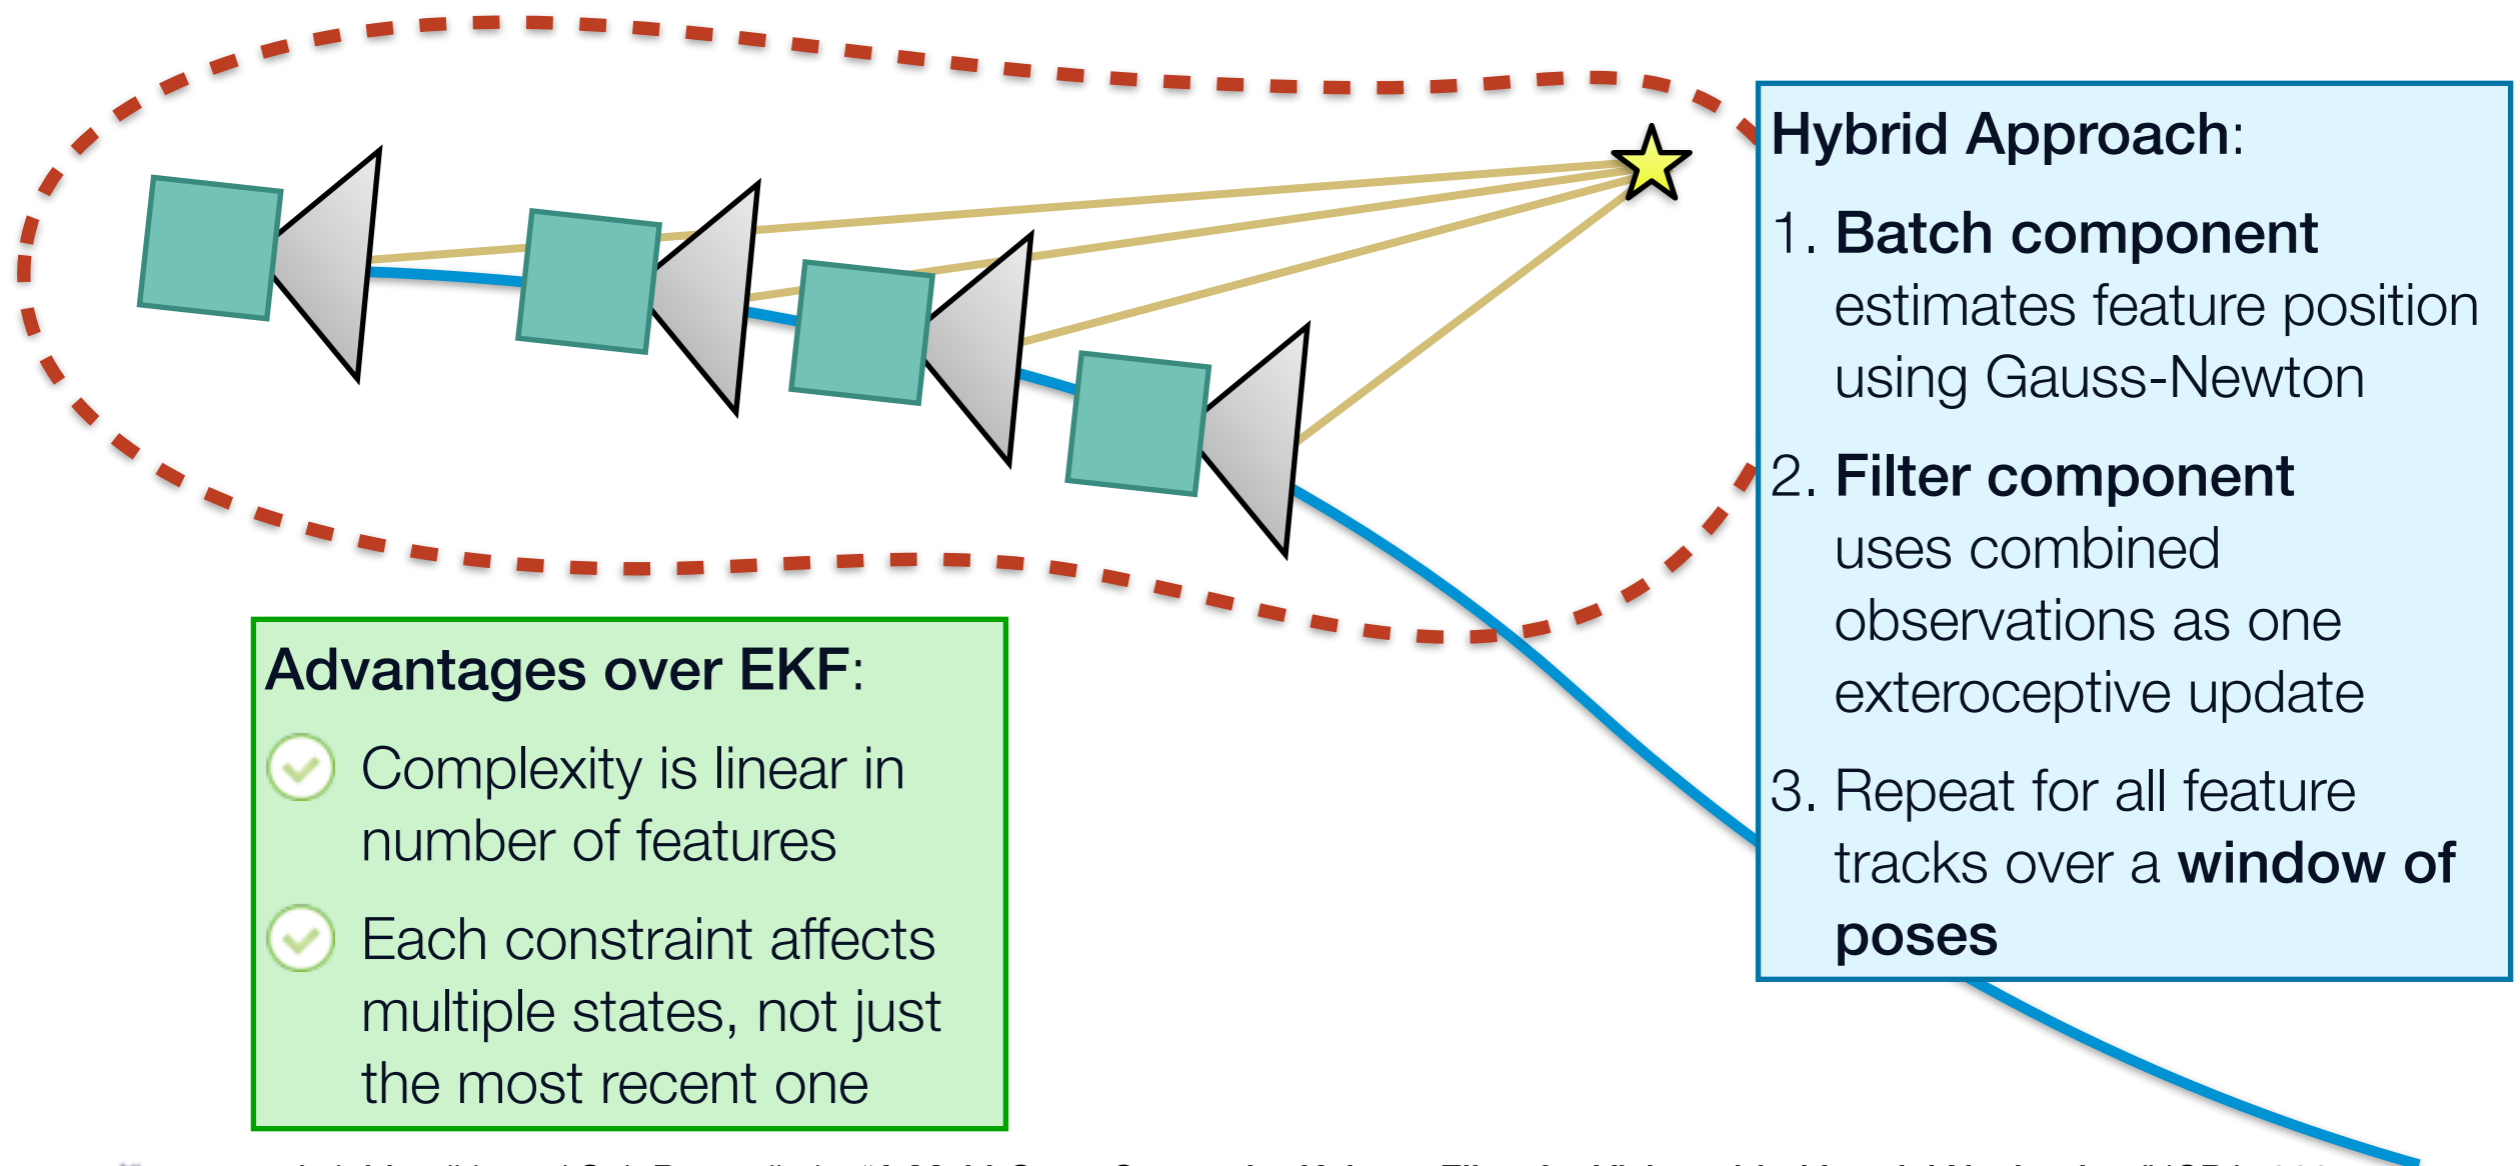 Hybrid Approach:
1. Batch component
estimates feature position
using Gauss-Newton
2. Filter component
uses combined
observations as one
exteroceptive update
3. Repeat for all feature
tracks over a window of
poses
Advantages over EKF:
Complexity is linear in
number of features
Each constraint affects
multiple states, not just
the most recent one